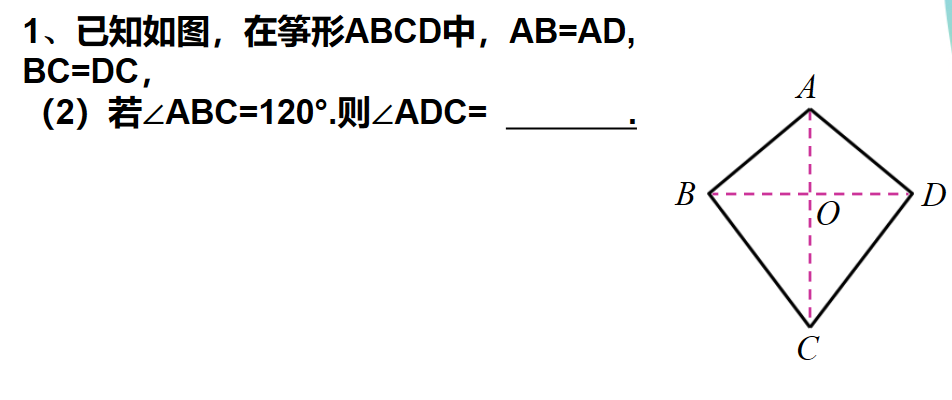 1、已知如图，在筝形ABCD中，AB=AD,
BC=DC，
（2）若∠ABC=120°.则∠ADC= ______.
A
B
D
O
C